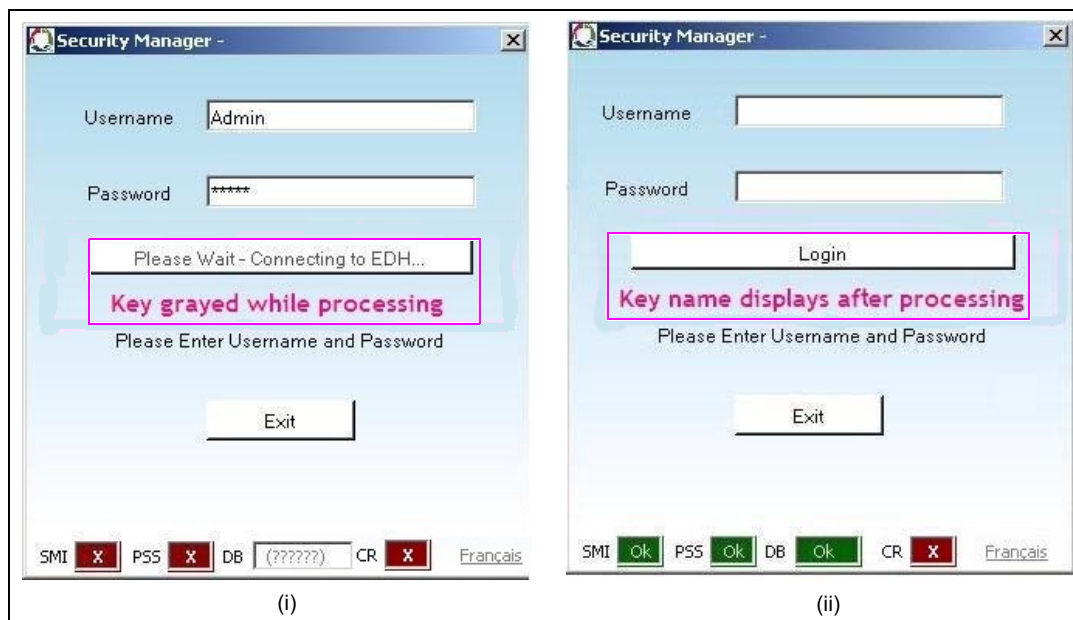 Security Manager -
Username Admin
Password *****
Please Wait - Connecting to EDH...
Key grayed while processing
Please Enter Username and Password
Exit
SMI X PSS X DB (??????) CR X Français
(i)
Security Manager -
Username
Password
Login
Key name displays after processing
Please Enter Username and Password
Exit
SMI Ok PSS Ok DB Ok CR X Français
(ii)